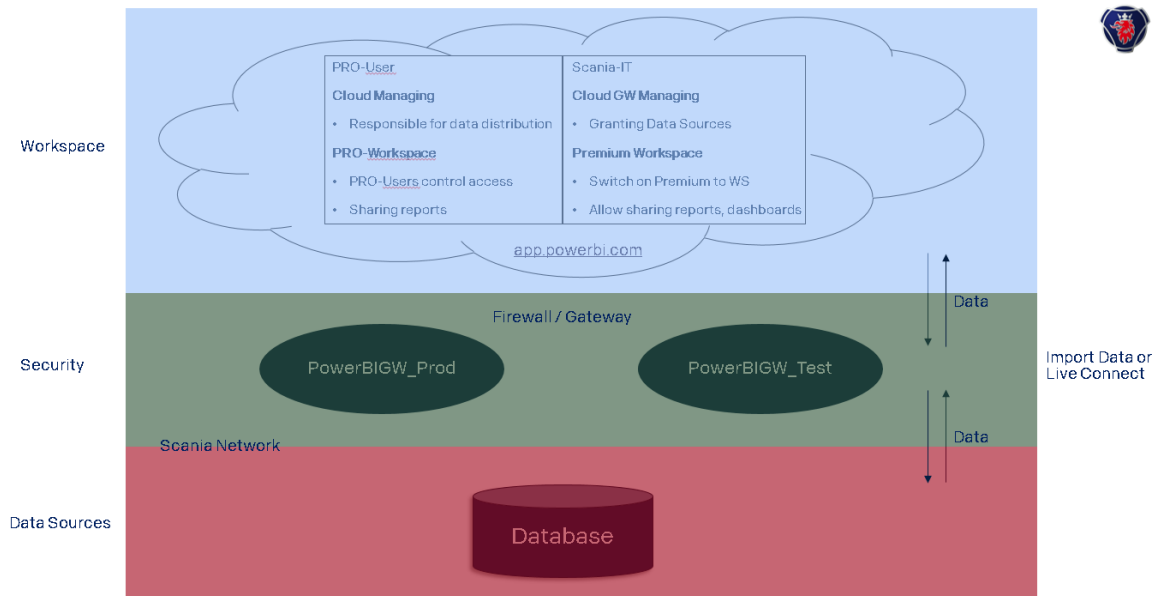 PRO-User
Cloud Managing
• Responsible for data distribution
PRO-Workspace
• PRO-Users control access
• Sharing reports
Scania-IT
Cloud GW Managing
• Granting Data Sources
Premium Workspace
• Switch on Premium to WS
• Allow sharing reports, dashboards
Workspace
app.powerbi.com
Data
Firewall / Gateway
Security
PowerBIGW_Prod
PowerBIGW_Test
Import Data or
Live Connect
Scania Network
Data
Data Sources
Database